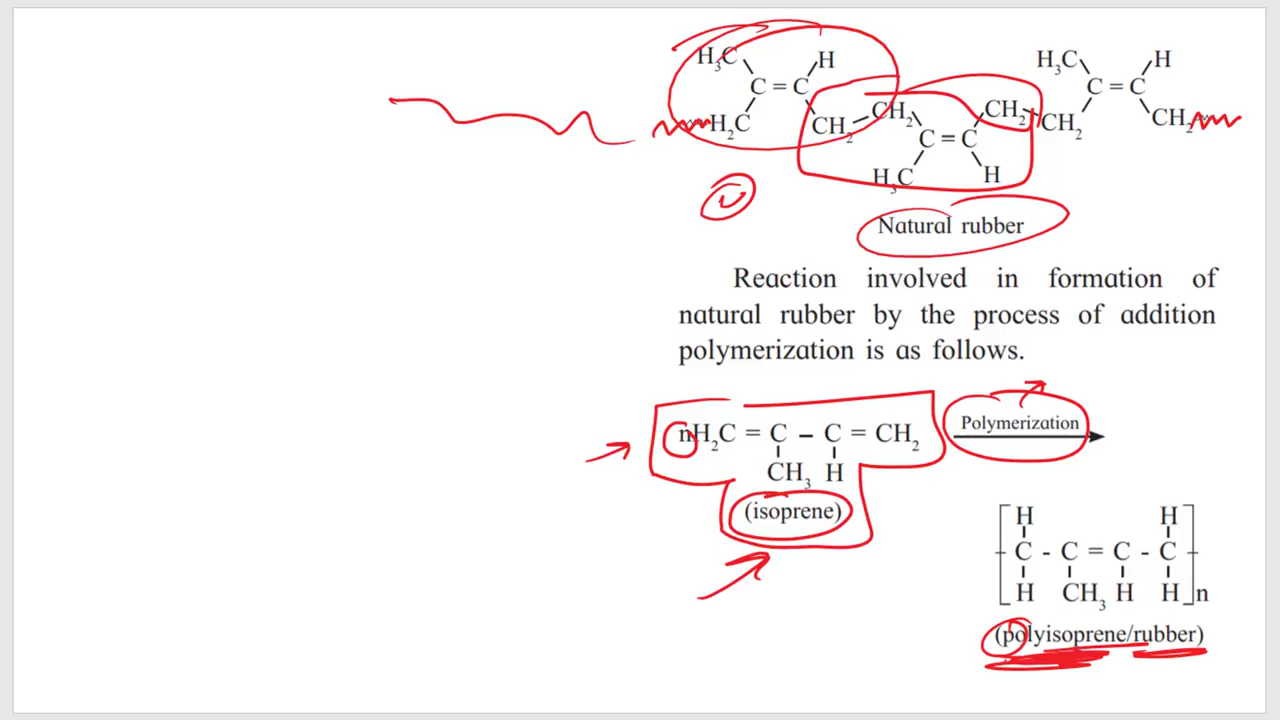 H₃C H H₃C H
C = C C = C
H₂C CH₂ – CH₂ CH₂ – CH₂ CH₂
C = C
H₃C H
Natural rubber
Reaction involved in formation of
natural rubber by the process of addition
polymerization is as follows.
nH₂C = C – C = CH₂ Polymerization
CH₃ H
(isoprene)
H H
C - C = C - C
H CH₃ H H n
(polyisoprene/rubber)